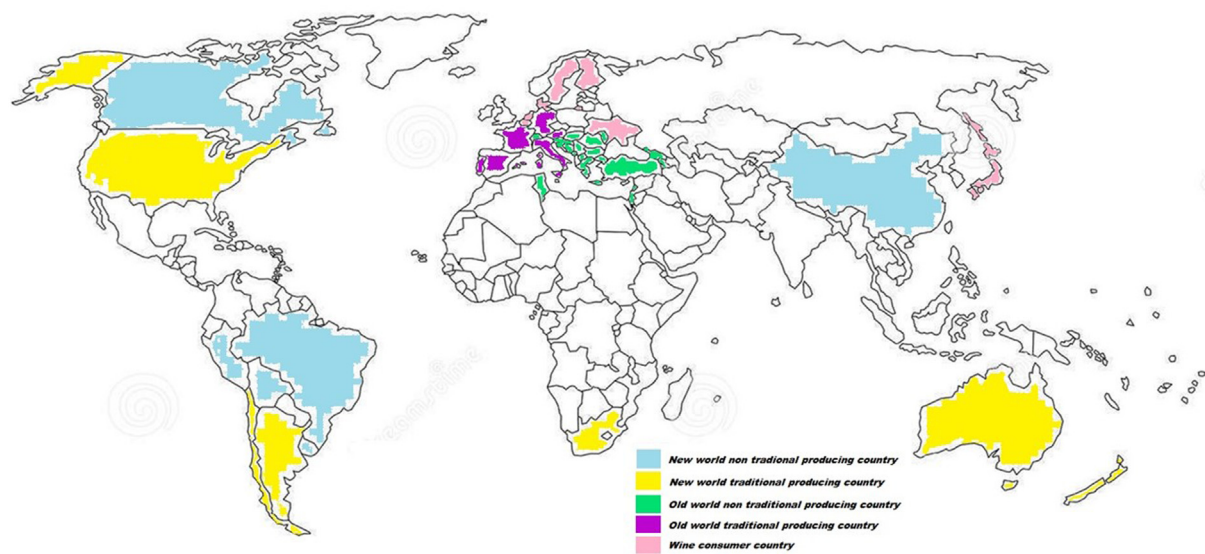 New world non tradional producing country
New world traditional producing country
Old world non traditional producing country
Old world traditional producing country
Wine consumer country